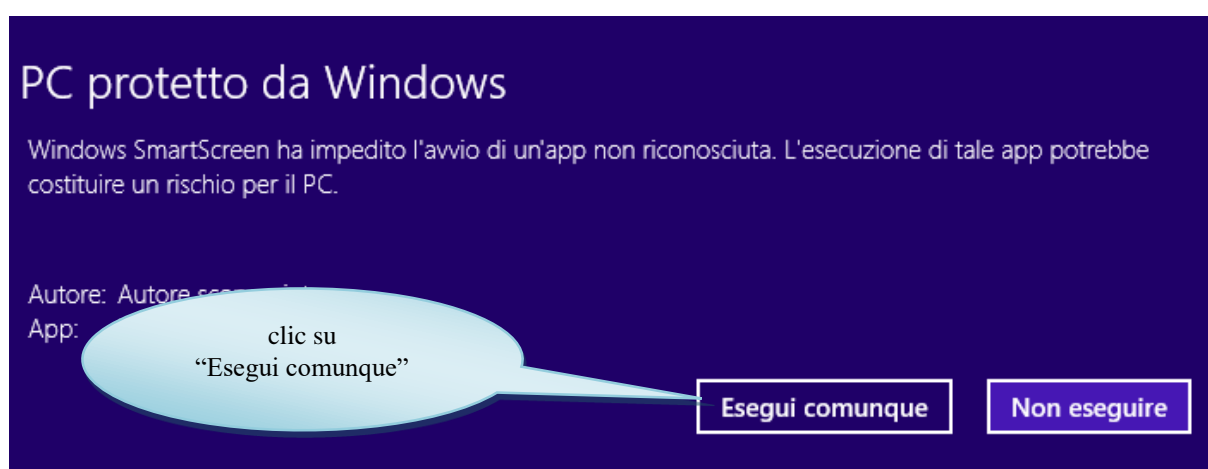 PC protetto da Windows
Windows SmartScreen ha impedito l'avvio di un'app non riconosciuta. L'esecuzione di tale app potrebbe
costituire un rischio per il PC.
Autore: Autore
App:
clic su
“Esegui comunque”
Esegui comunque
Non eseguire